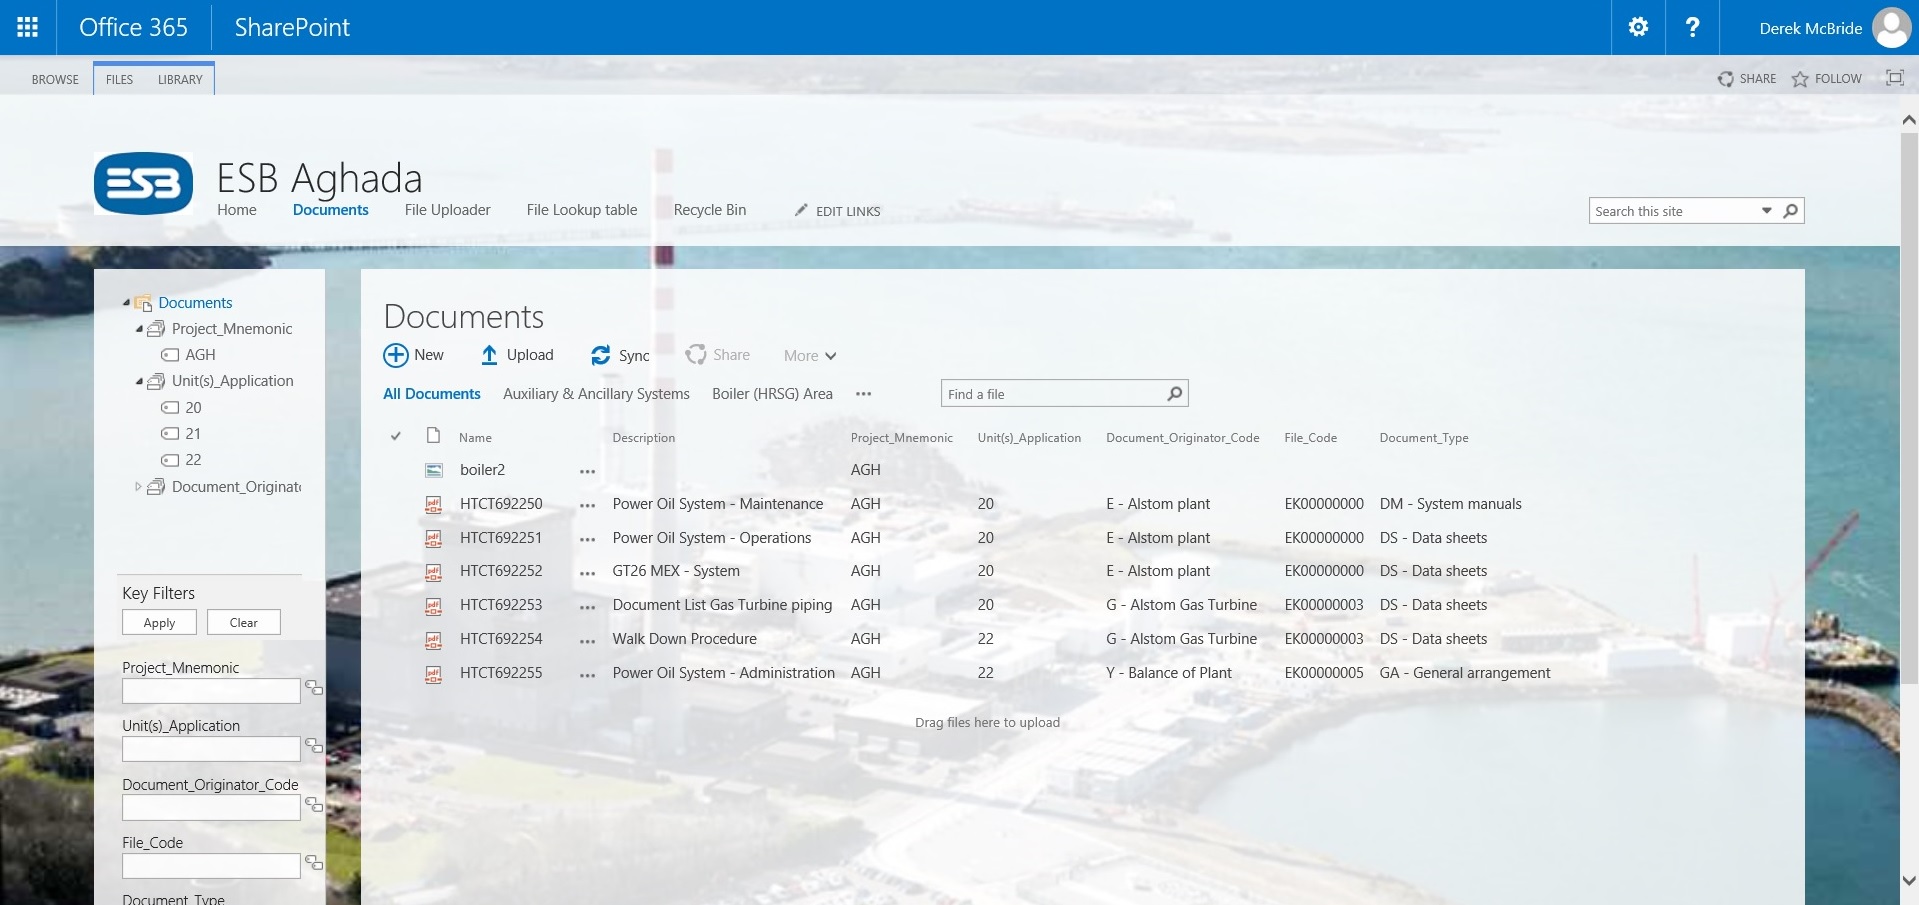 Office 365 SharePoint ? Derek McBride
BROWSE FILES LIBRARY SHARE FOLLOW
ESB ESB Aghada
Home Documents File Uploader File Lookup table Recycle Bin EDIT LINKS Search this site
Documents
Project_Mnemonic
AGH
Unit(s)_Application
20
21
22
Document_Originato
Key Filters
Apply Clear
Project_Mnemonic
Unit(s)_Application
Document_Originator_Code
File_Code
Document_Type
Documents
New Upload Sync Share More
All Documents Auxiliary & Ancillary Systems Boiler (HRSG) Area ... Find a file
Name Description Project_Mnemonic Unit(s)_Application Document_Originator_Code File_Code Document_Type
boiler2 ... AGH
HTCT692250 ... Power Oil System - Maintenance AGH 20 E - Alstom plant EK00000000 DM - System manuals
HTCT692251 ... Power Oil System - Operations AGH 20 E - Alstom plant EK00000000 DS - Data sheets
HTCT692252 ... GT26 MEX - System AGH 20 E - Alstom plant EK00000000 DS - Data sheets
HTCT692253 ... Document List Gas Turbine piping AGH 20 G - Alstom Gas Turbine EK00000003 DS - Data sheets
HTCT692254 ... Walk Down Procedure AGH 22 G - Alstom Gas Turbine EK00000003 DS - Data sheets
HTCT692255 ... Power Oil System - Administration AGH 22 Y - Balance of Plant EK00000005 GA - General arrangement
Drag files here to upload